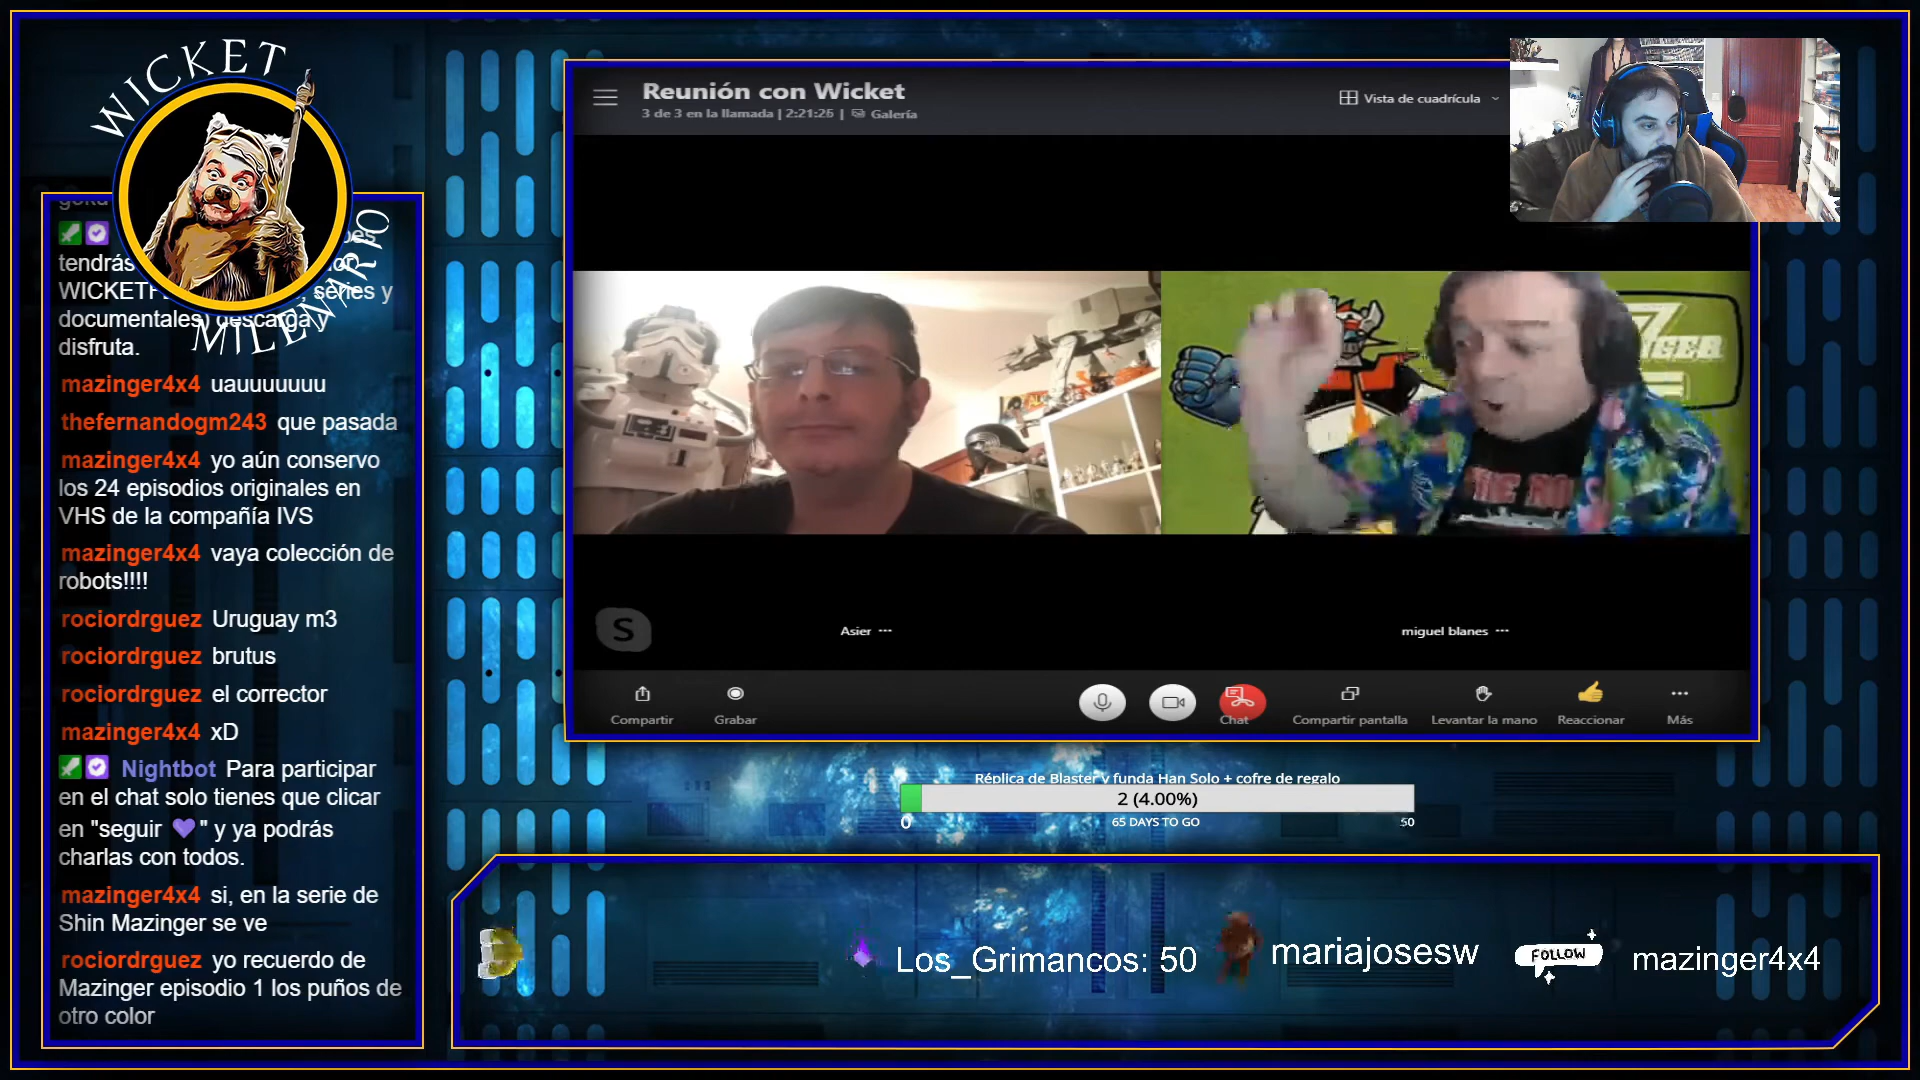 WICKET
MILENARIO
tendrás
series y
documentales, descarga y
disfruta.
mazinger4x4 uauuuuuuu
thefernandogm243 que pasada
mazinger4x4 yo aún conservo
los 24 episodios originales en
VHS de la compañía IVS
mazinger4x4 vaya colección de
robots!!!!
rociordrguez Uruguay m3
rociordrguez brutus
rociordrguez el corrector
mazinger4x4 xD
Nightbot Para participar
en el chat solo tienes que clicar
en "seguir 💜" y ya podrás
charlas con todos.
mazinger4x4 si, en la serie de
Shin Mazinger se ve
rociordrguez yo recuerdo de
Mazinger episodio 1 los puños de
otro color
Reunión con Wicket
3 de 3 en la llamada | 2:21:25 | Galería
Vista de cuadrícula
Z
S
Asier ···
miguel blanes ···
Compartir
Grabar
Chat
Compartir pantalla
Levantar la mano
Reaccionar
Más
Réplica de Blaster y funda Han Solo + cofre de regalo
2 (4.00%)
0
65 DAYS TO GO
50
Los_Grimancos: 50
mariajosesw
FOLLOW
mazinger4x4